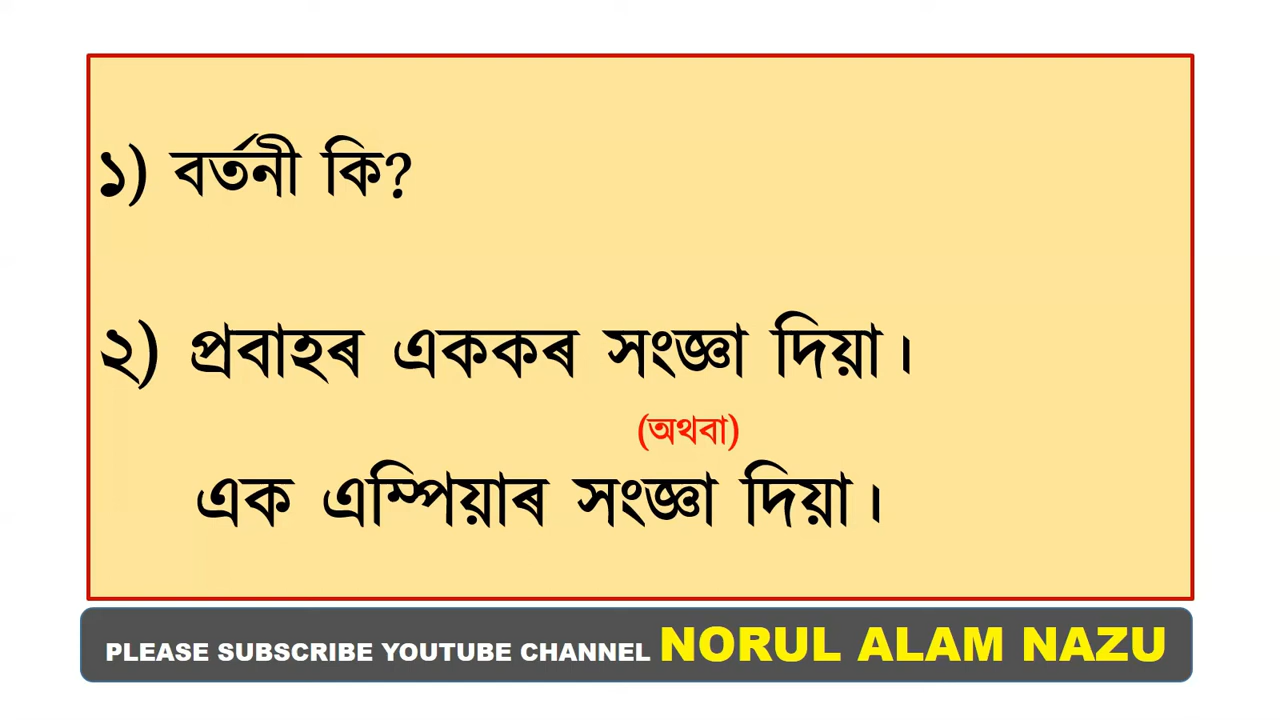 ১) বৰ্তনী কি?
২) প্ৰবাহৰ এককৰ সংজ্ঞা দিয়া।
(অথবা)
এক এম্পিয়াৰ সংজ্ঞা দিয়া।
PLEASE SUBSCRIBE YOUTUBE CHANNEL NORUL ALAM NAZU